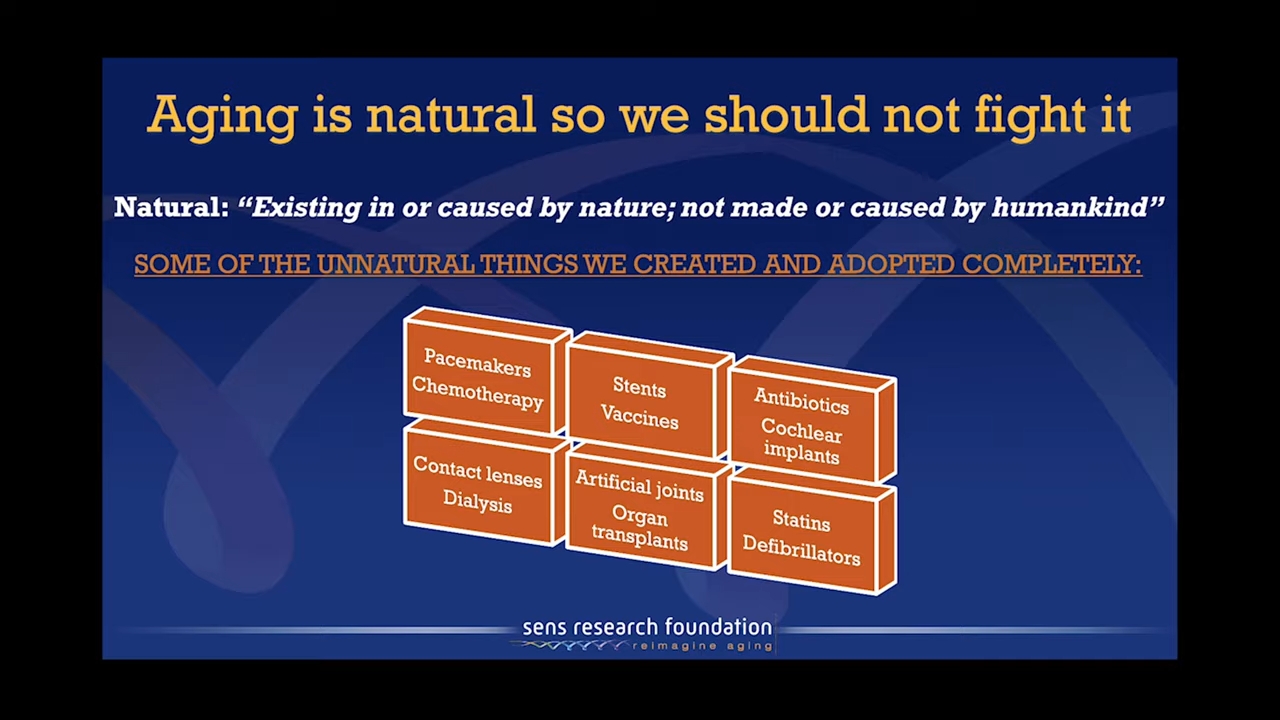 Aging is natural so we should not fight it
Natural: “Existing in or caused by nature; not made or caused by humankind”
SOME OF THE UNNATURAL THINGS WE CREATED AND ADOPTED COMPLETELY:
Pacemakers
Chemotherapy
Stents
Vaccines
Antibiotics
Cochlear
implants
Contact lenses
Dialysis
Artificial joints
Organ
transplants
Statins
Defibrillators
sens research foundation
reimagine aging